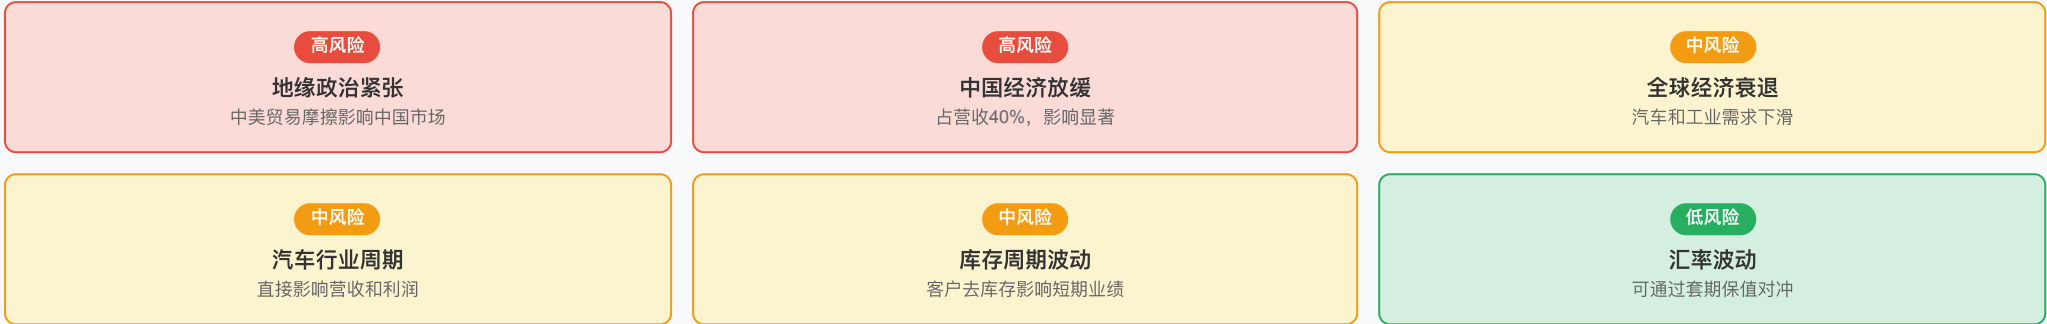 高风险
地缘政治紧张
中美贸易摩擦影响中国市场
高风险
中国经济放缓
占营收40%，影响显著
中风险
全球经济衰退
汽车和工业需求下滑
中风险
汽车行业周期
直接影响营收和利润
中风险
库存周期波动
客户去库存影响短期业绩
低风险
汇率波动
可通过套期保值对冲